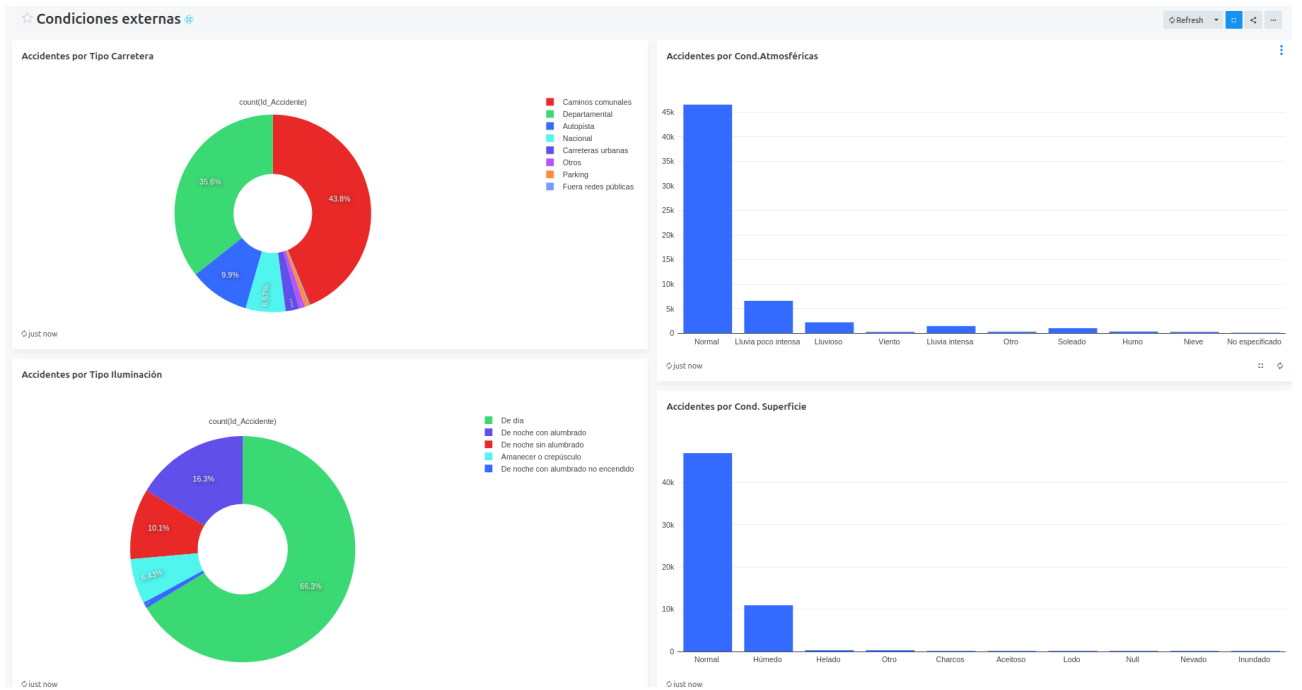 Condiciones externas
Refresh
Accidentes por Tipo Carretera
count(Id_Accidente)
43.8%
35.6%
9.9%
6.57%
Caminos comunales
Departamental
Autopista
Nacional
Carreteras urbanas
Otros
Parking
Fuera redes públicas
just now
Accidentes por Cond.Atmosféricas
45k
40k
35k
30k
25k
20k
15k
10k
5k
0
Normal Lluvia poco intensa Lluvioso Viento Lluvia intensa Otro Soleado Humo Nieve No especificado
just now
Accidentes por Tipo Iluminación
count(Id_Accidente)
16.3%
10.1%
6.43%
66.3%
De día
De noche con alumbrado
De noche sin alumbrado
Amanecer o crepúsculo
De noche con alumbrado no encendido
just now
Accidentes por Cond. Superficie
40k
30k
20k
10k
0
Normal Húmedo Helado Otro Charcos Aceitoso Lodo Null Nevado Inundado
just now